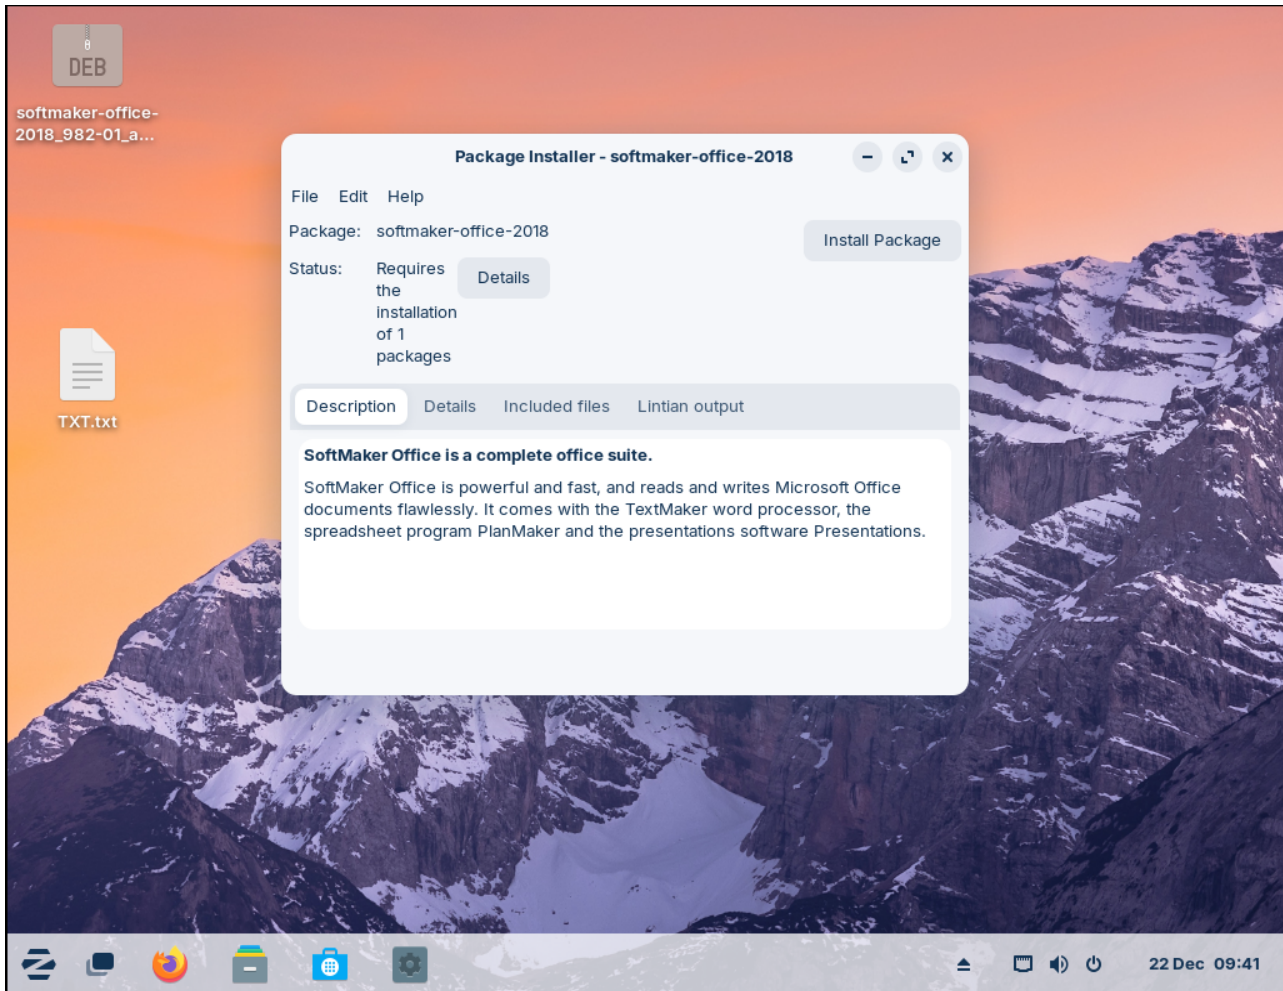 DEB
softmaker-office-
2018_982-01_a...
TXT.txt
Package Installer - softmaker-office-2018
File Edit Help
Package: softmaker-office-2018
Install Package
Status: Requires
the
installation
of 1
packages
Details
Description Details Included files Lintian output
SoftMaker Office is a complete office suite.
SoftMaker Office is powerful and fast, and reads and writes Microsoft Office
documents flawlessly. It comes with the TextMaker word processor, the
spreadsheet program PlanMaker and the presentations software Presentations.
22 Dec 09:41